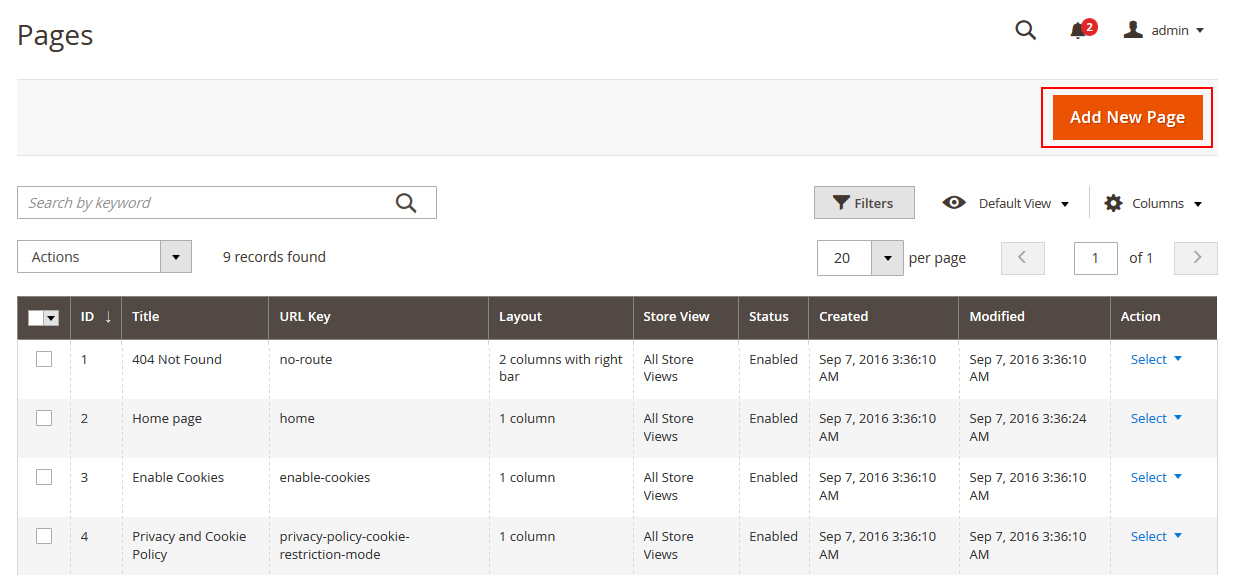 Pages
2
admin
Add New Page
Search by keyword
Filters
Default View
Columns
Actions
9 records found
20
per page
1
of 1
ID ↓ Title URL Key Layout Store View Status Created Modified Action
1 404 Not Found no-route 2 columns with right All Store Enabled Sep 7, 2016 3:36:10 Sep 7, 2016 3:36:10 Select
bar Views AM AM
2 Home page home 1 column All Store Enabled Sep 7, 2016 3:36:10 Sep 7, 2016 3:36:24 Select
Views AM AM
3 Enable Cookies enable-cookies 1 column All Store Enabled Sep 7, 2016 3:36:10 Sep 7, 2016 3:36:10 Select
Views AM AM
4 Privacy and Cookie privacy-policy-cookie- 1 column All Store Enabled Sep 7, 2016 3:36:10 Sep 7, 2016 3:36:10 Select
Policy restriction-mode Views AM AM